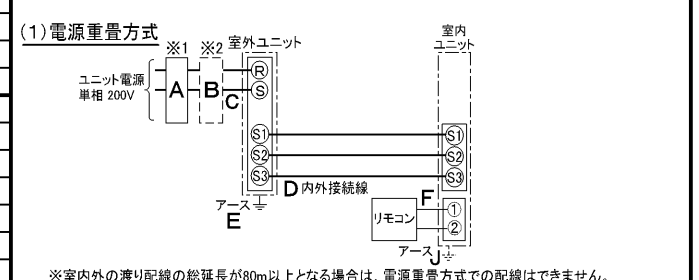 (1)電源重畳方式
※1 ※2 室外ユニット
室内
ユニット
ユニット電源
単相 200V
A
B
C
R
S
S1
S2
S3
S1
S2
S3
D 内外接続線
アース
E
F
リモコン
①
②
アース J
※室内外の渡り配線の総延長が80m以上となる場合は、電源重畳方式での配線はできません。